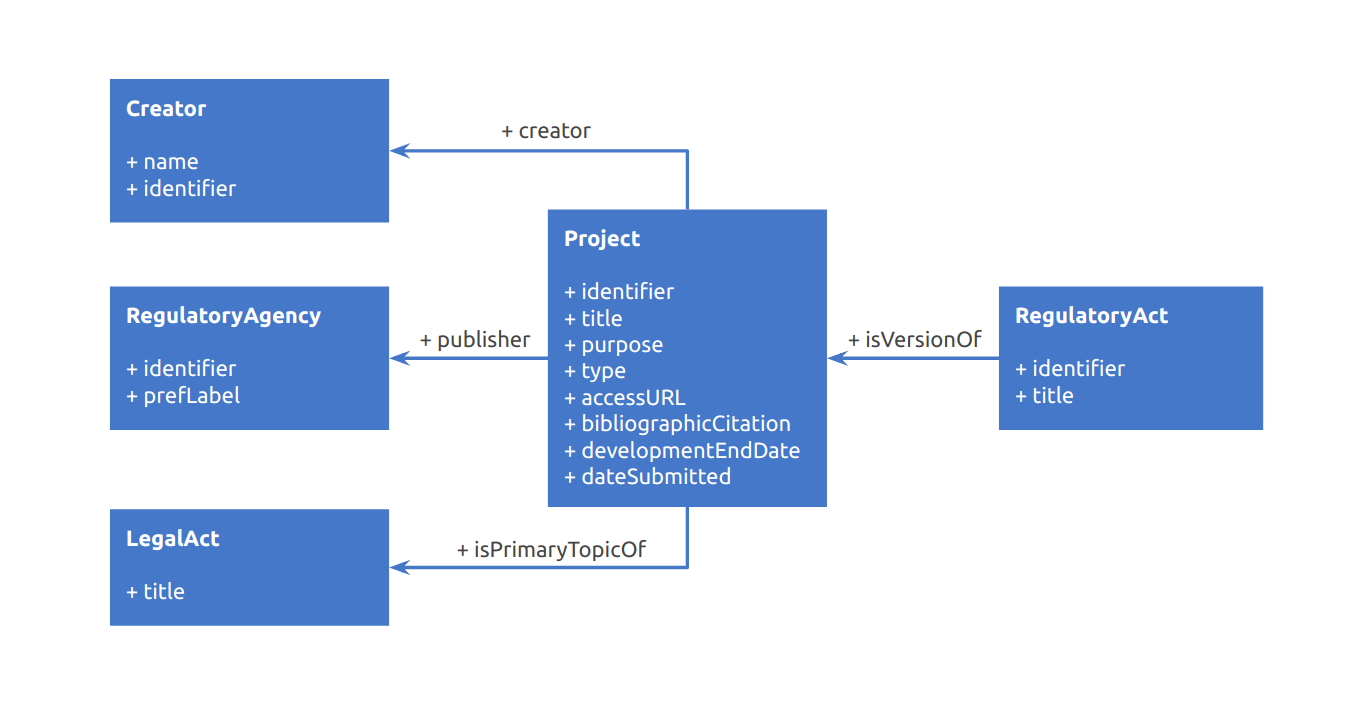 Creator
+ name
+ identifier
+ creator
RegulatoryAgency
+ identifier
+ prefLabel
+ publisher
Project
+ identifier
+ title
+ purpose
+ type
+ accessURL
+ bibliographicCitation
+ developmentEndDate
+ dateSubmitted
+ isVersionOf
RegulatoryAct
+ identifier
+ title
LegalAct
+ title
+ isPrimaryTopicOf